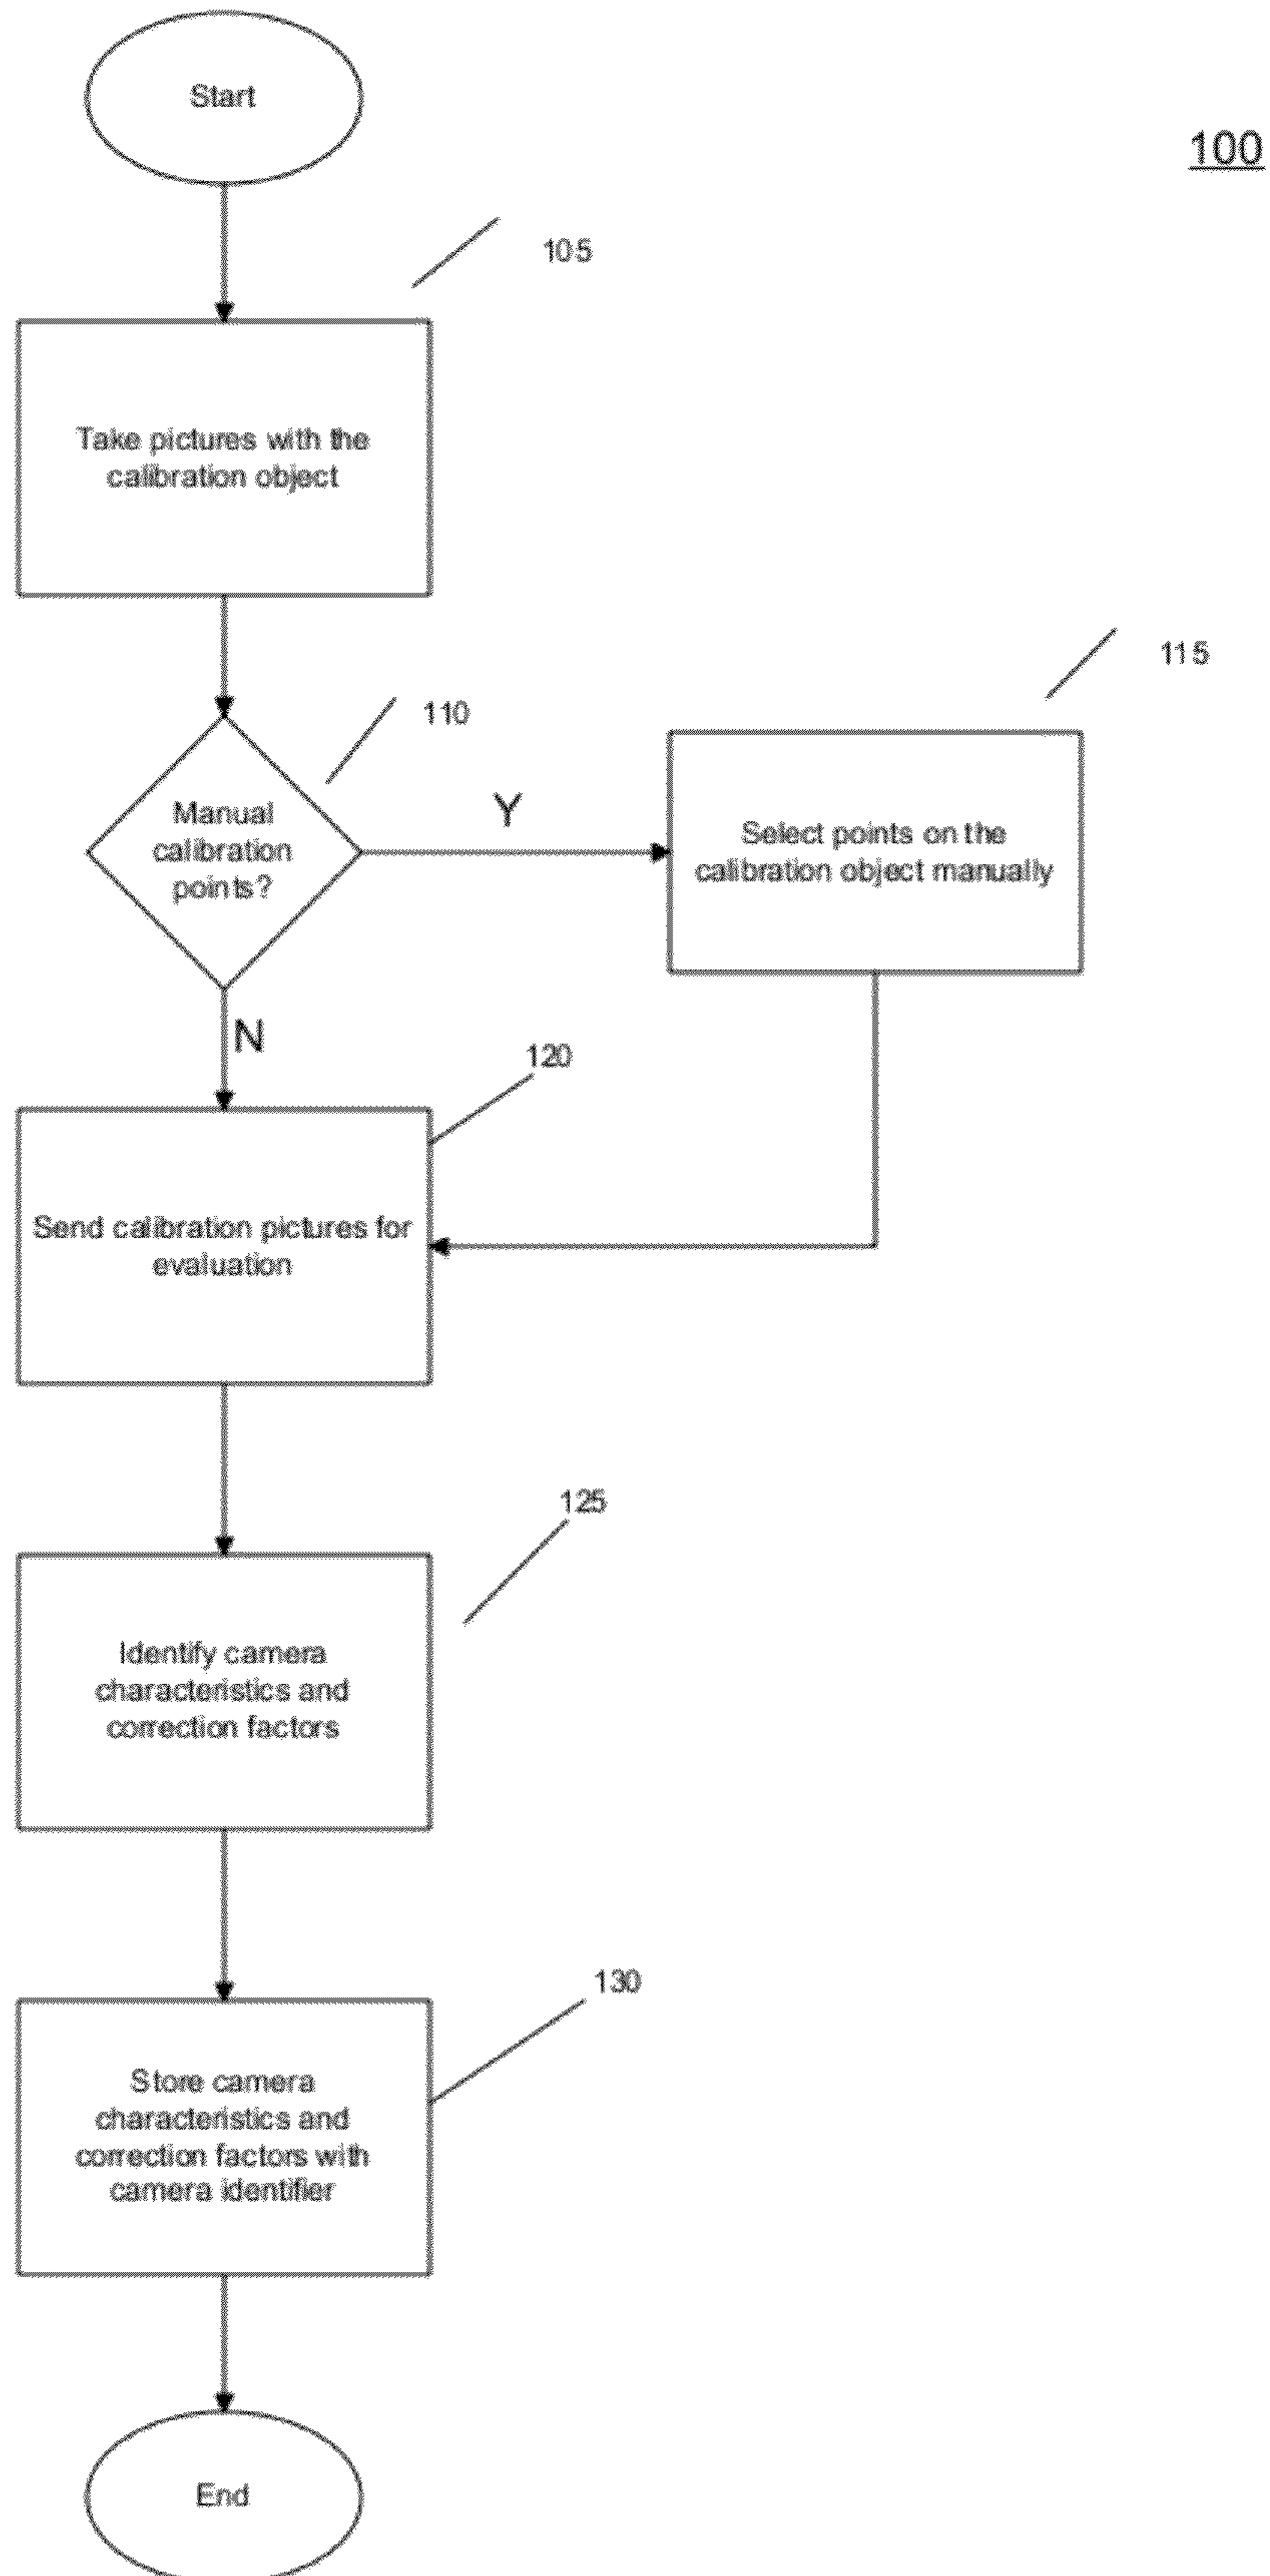 Start
100
105
Take pictures with the
calibration object
110
115
Manual
calibration
points?
Y
Select points on the
calibration object manually
N
120
Send calibration pictures for
evaluation
125
Identify camera
characteristics and
correction factors
130
Store camera
characteristics and
correction factors with
camera identifier
End